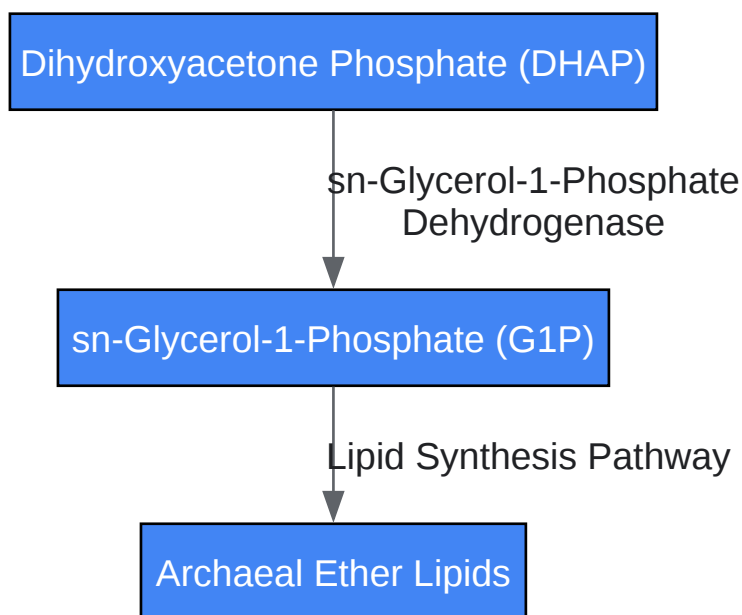 Dihydroxyacetone Phosphate (DHAP)
sn-Glycerol-1-Phosphate
Dehydrogenase
sn-Glycerol-1-Phosphate (G1P)
Lipid Synthesis Pathway
Archaeal Ether Lipids